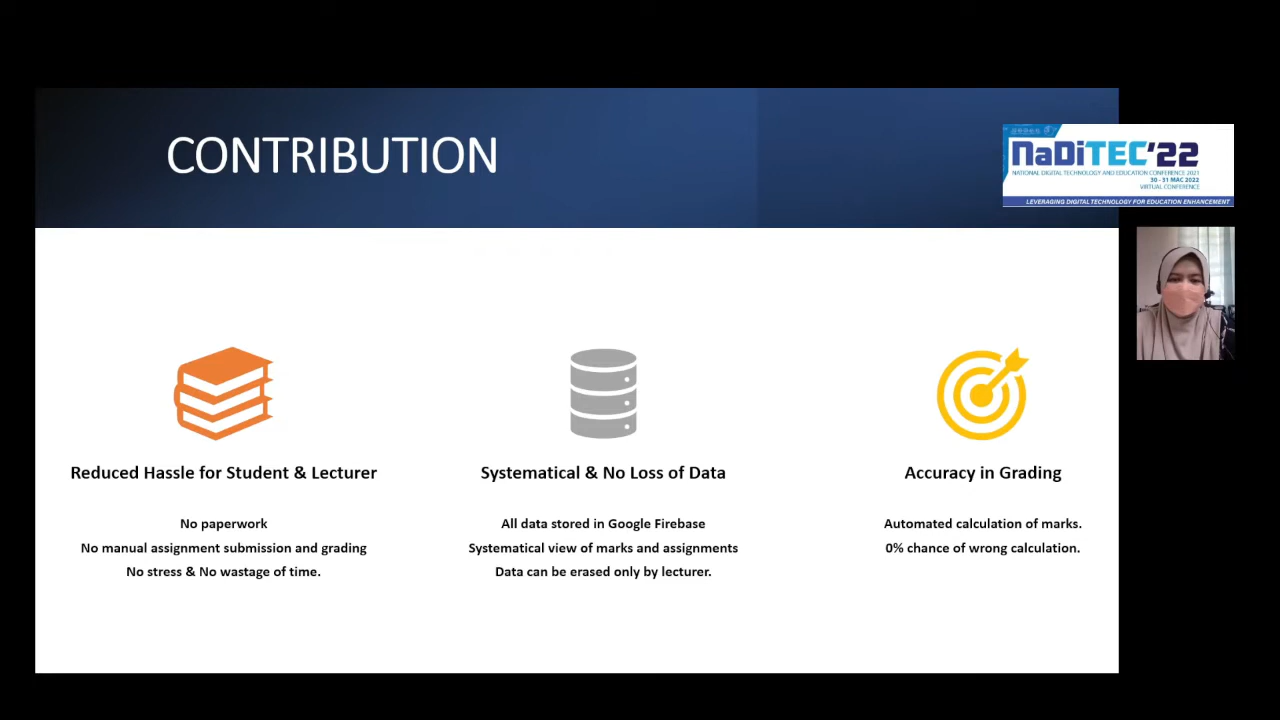 CONTRIBUTION
NaDiTEC'22
NATIONAL DIGITAL TECHNOLOGY AND EDUCATION CONFERENCE 2021
30 - 31 MAC 2022
VIRTUAL CONFERENCE
LEVERAGING DIGITAL TECHNOLOGY FOR EDUCATION ENHANCEMENT
Reduced Hassle for Student & Lecturer
No paperwork
No manual assignment submission and grading
No stress & No wastage of time.
Systematical & No Loss of Data
All data stored in Google Firebase
Systematical view of marks and assignments
Data can be erased only by lecturer.
Accuracy in Grading
Automated calculation of marks.
0% chance of wrong calculation.